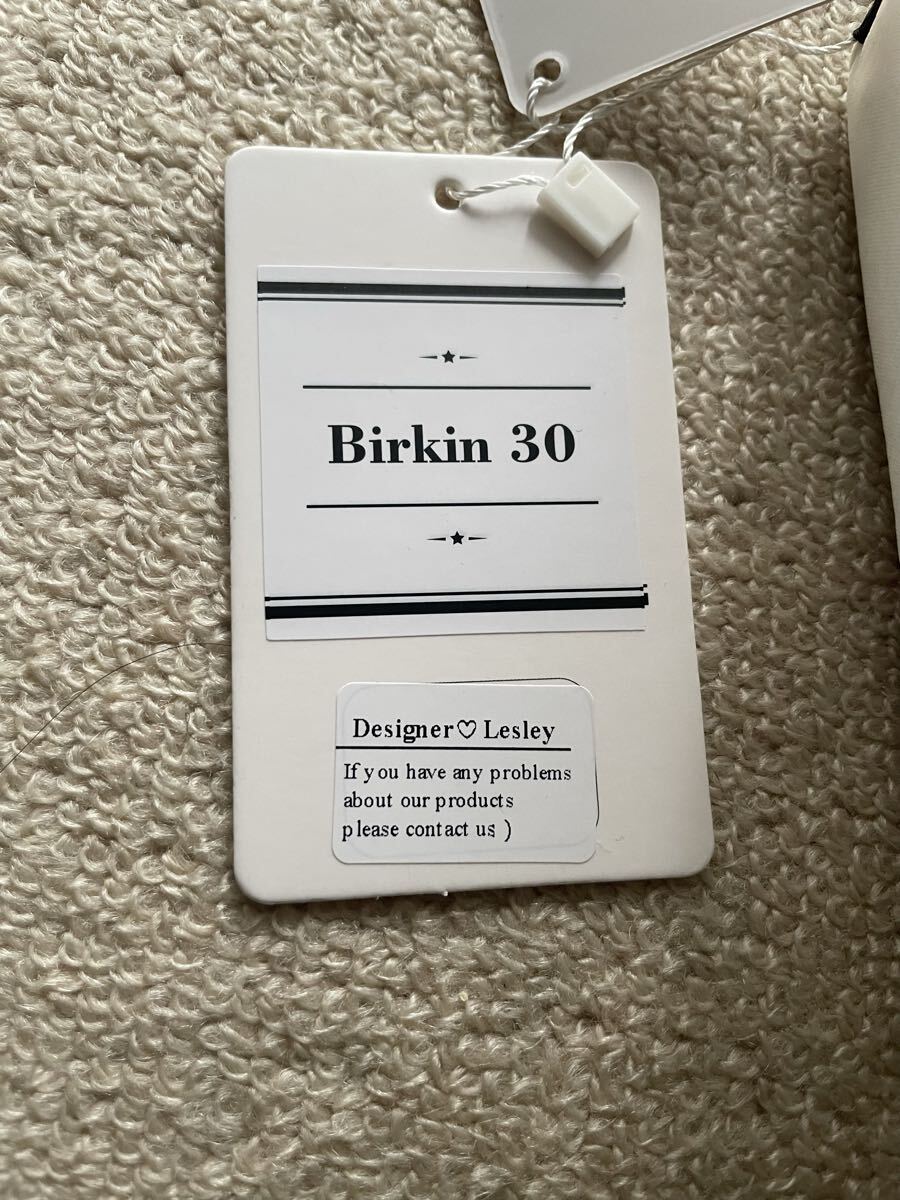 Birkin 30
Designer♡ Lesley
If you have any problems
about our products
please contact us )